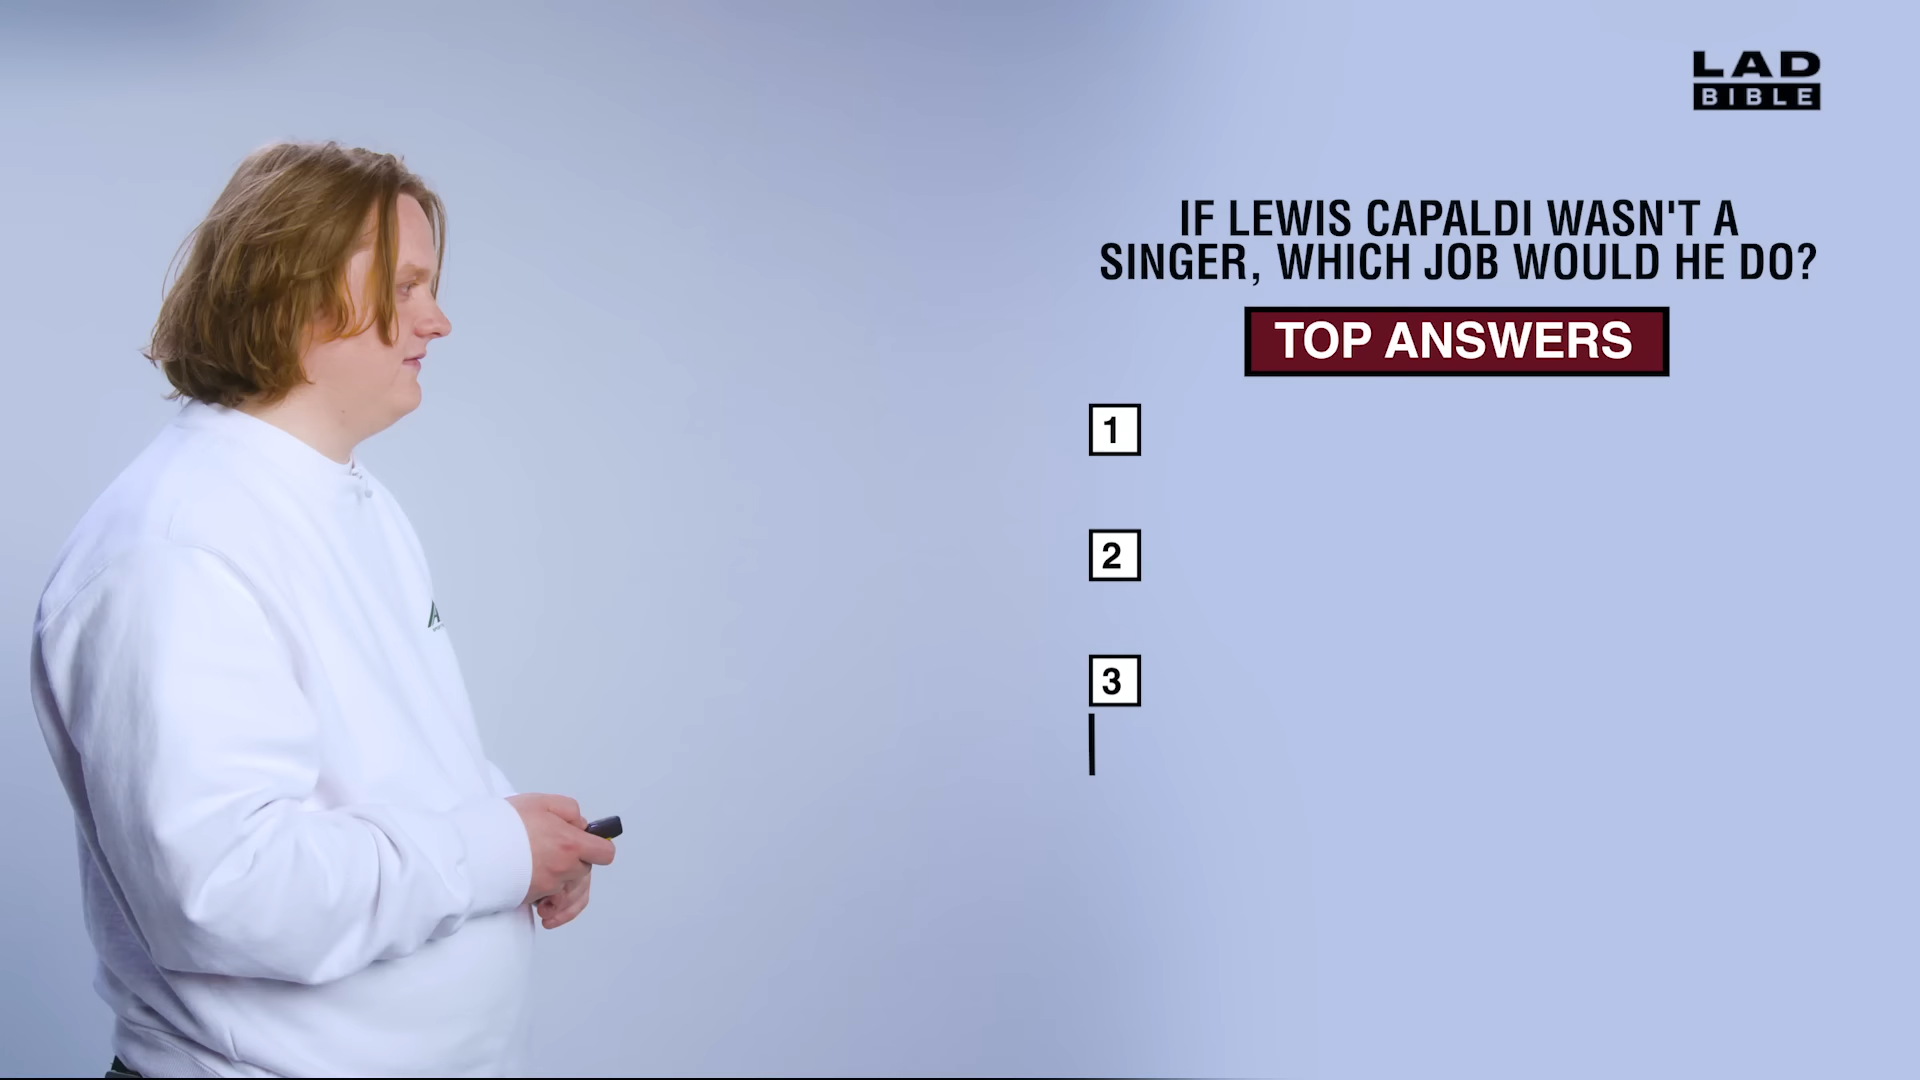 LAD
BIBLE
IF LEWIS CAPALDI WASN'T A
SINGER, WHICH JOB WOULD HE DO?
TOP ANSWERS
1
2
3